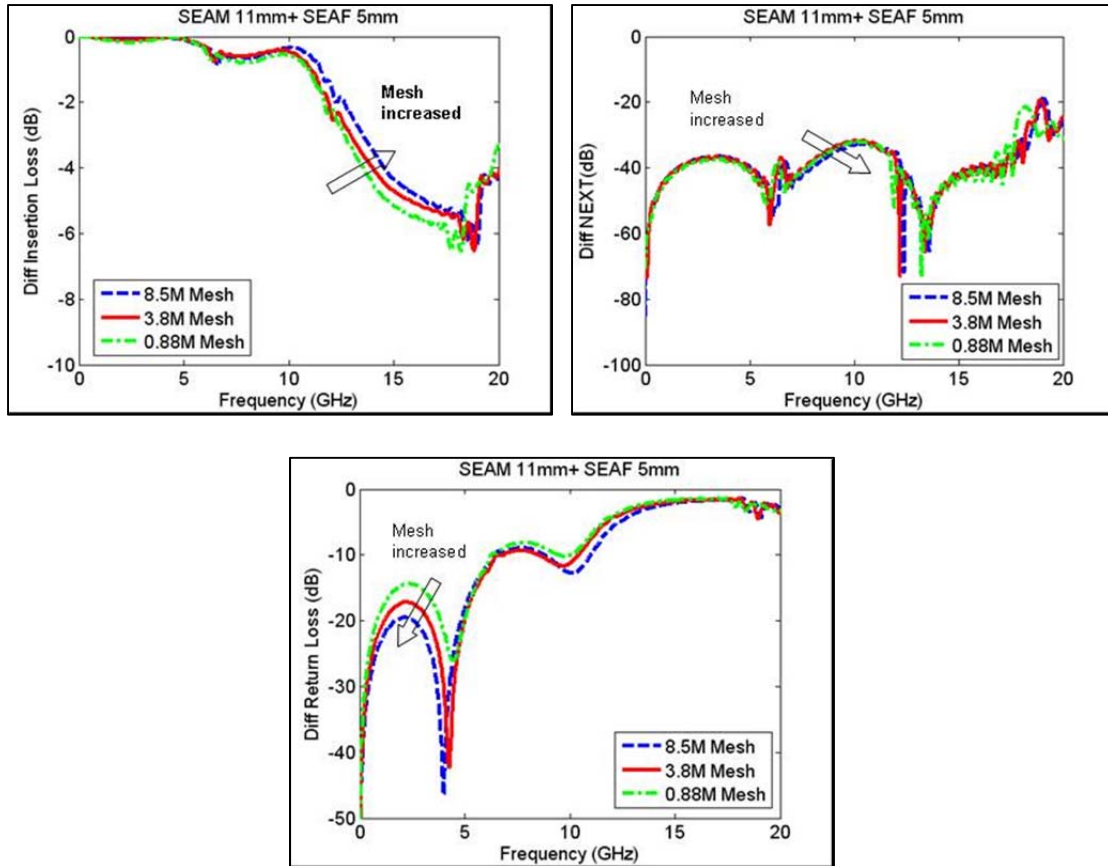 SEAM 11mm+ SEAF 5mm
0
-2
-4
-6
-8
-10
Diff Insertion Loss (dB)
Mesh
increased
8.5M Mesh
3.8M Mesh
0.88M Mesh
0
5
10
15
20
Frequency (GHz)
SEAM 11mm+ SEAF 5mm
0
-20
-40
-60
-80
-100
Diff NEXT(dB)
Mesh
increased
8.5M Mesh
3.8M Mesh
0.88M Mesh
0
5
10
15
20
Frequency (GHz)
SEAM 11mm+ SEAF 5mm
0
-10
-20
-30
-40
-50
Diff Return Loss (dB)
Mesh
increased
8.5M Mesh
3.8M Mesh
0.88M Mesh
0
5
10
15
20
Frequency (GHz)